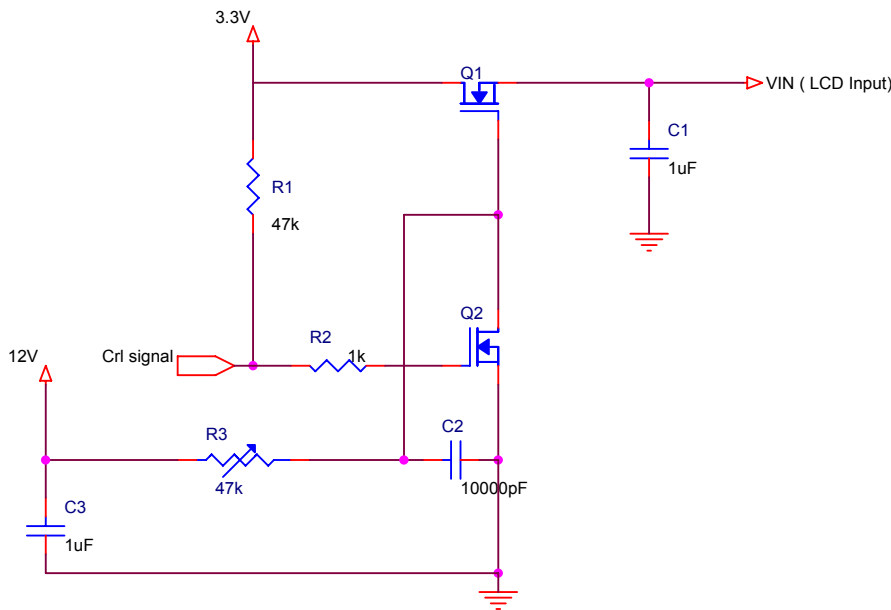 3.3V
Q1
VIN ( LCD Input)
C1
1uF
R1
47k
Q2
R2
1k
Crl signal
12V
R3
47k
C2
10000pF
C3
1uF